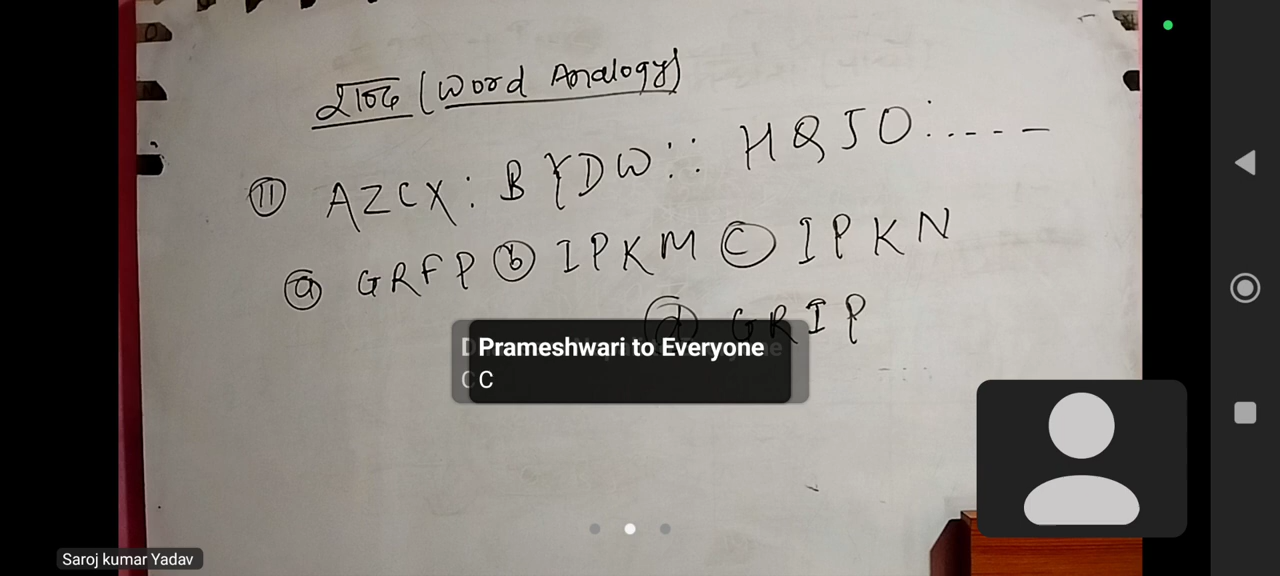 शब्द (Word Analogy)
11 AZCX : BYDW :: HQJO : -----
a GRFP b IPKM c IPKN
d GRIP
Prameshwari to Everyone
C
Saroj kumar Yadav